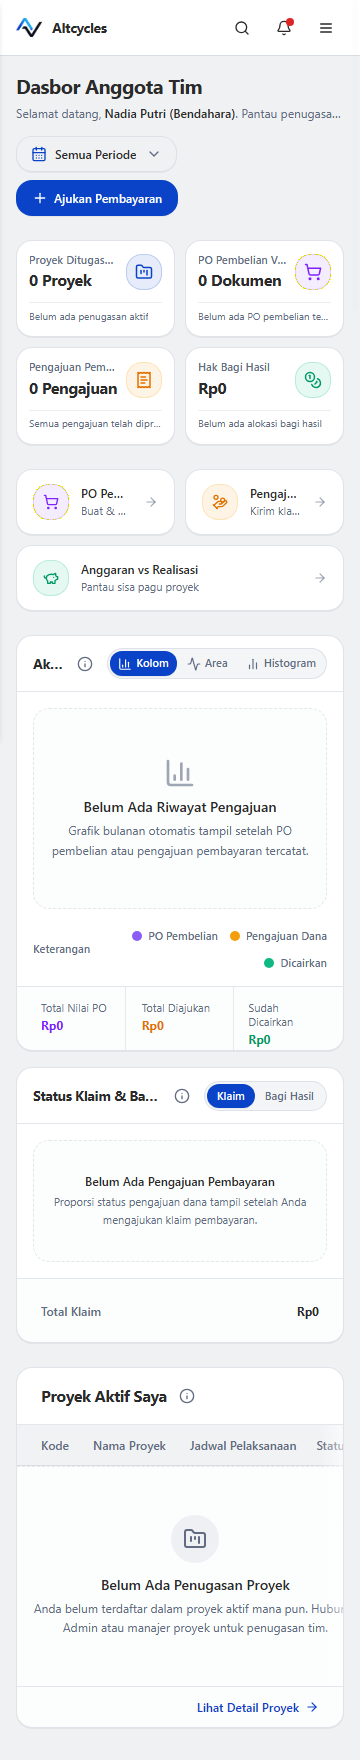 Altcycles
Dasbor Anggota Tim
Selamat datang, Nadia Putri (Bendahara). Pantau penugasa...
Semua Periode
Ajukan Pembayaran
Proyek Ditugas...
0 Proyek
Belum ada penugasan aktif
PO Pembelian V...
0 Dokumen
Belum ada PO pembelian te...
Pengajuan Pem...
0 Pengajuan
Semua pengajuan telah dipr...
Hak Bagi Hasil
Rp0
Belum ada alokasi bagi hasil
PO Pe...
Buat & ...
Pengaj...
Kirim kla...
Anggaran vs Realisasi
Pantau sisa pagu proyek
Ak...
Kolom
Area
Histogram
Belum Ada Riwayat Pengajuan
Grafik bulanan otomatis tampil setelah PO
pembelian atau pengajuan pembayaran tercatat.
Keterangan
PO Pembelian
Pengajuan Dana
Dicairkan
Total Nilai PO
Rp0
Total Diajukan
Rp0
Sudah
Dicairkan
Rp0
Status Klaim & Ba...
Klaim
Bagi Hasil
Belum Ada Pengajuan Pembayaran
Proporsi status pengajuan dana tampil setelah Anda
mengajukan klaim pembayaran.
Total Klaim
Rp0
Proyek Aktif Saya
Kode
Nama Proyek
Jadwal Pelaksanaan
Statu
Belum Ada Penugasan Proyek
Anda belum terdaftar dalam proyek aktif mana pun. Hubun
Admin atau manajer proyek untuk penugasan tim.
Lihat Detail Proyek